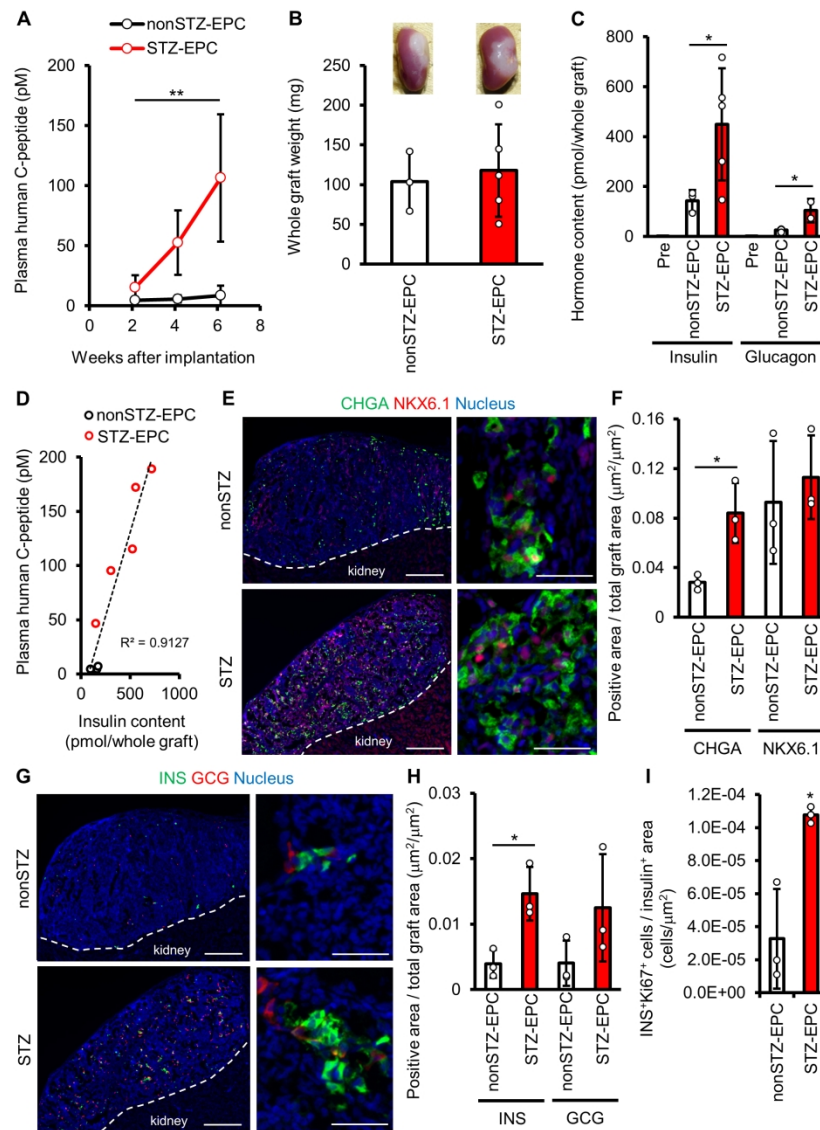 A
nonSTZ-EPC
STZ-EPC
Plasma human C-peptide (pM)
200
150
100
50
0
**
0 2 4 6 8
Weeks after implantation
B
Whole graft weight (mg)
250
200
150
100
50
0
nonSTZ-EPC
STZ-EPC
C
Hormone content (pmol/whole graft)
800
600
400
200
0
*
*
Pre
nonSTZ-EPC
STZ-EPC
Pre
nonSTZ-EPC
STZ-EPC
Insulin Glucagon
D
nonSTZ-EPC
STZ-EPC
Plasma human C-peptide (pM)
200
150
100
50
0
R² = 0.9127
0 500 1000
Insulin content
(pmol/whole graft)
E
CHGA NKX6.1 Nucleus
nonSTZ
kidney
STZ
kidney
F
Positive area / total graft area (μm²/μm²)
0.16
0.12
0.08
0.04
0
*
nonSTZ-EPC
STZ-EPC
nonSTZ-EPC
STZ-EPC
CHGA NKX6.1
G
INS GCG Nucleus
nonSTZ
kidney
STZ
kidney
H
Positive area / total graft area (μm²/μm²)
0.03
0.02
0.01
0
*
nonSTZ-EPC
STZ-EPC
nonSTZ-EPC
STZ-EPC
INS GCG
I
INS⁺Ki67⁺ cells / insulin⁺ area
(cells/μm²)
1.2E-04
1.0E-04
8.0E-05
6.0E-05
4.0E-05
2.0E-05
0.0E+00
*
nonSTZ-EPC
STZ-EPC